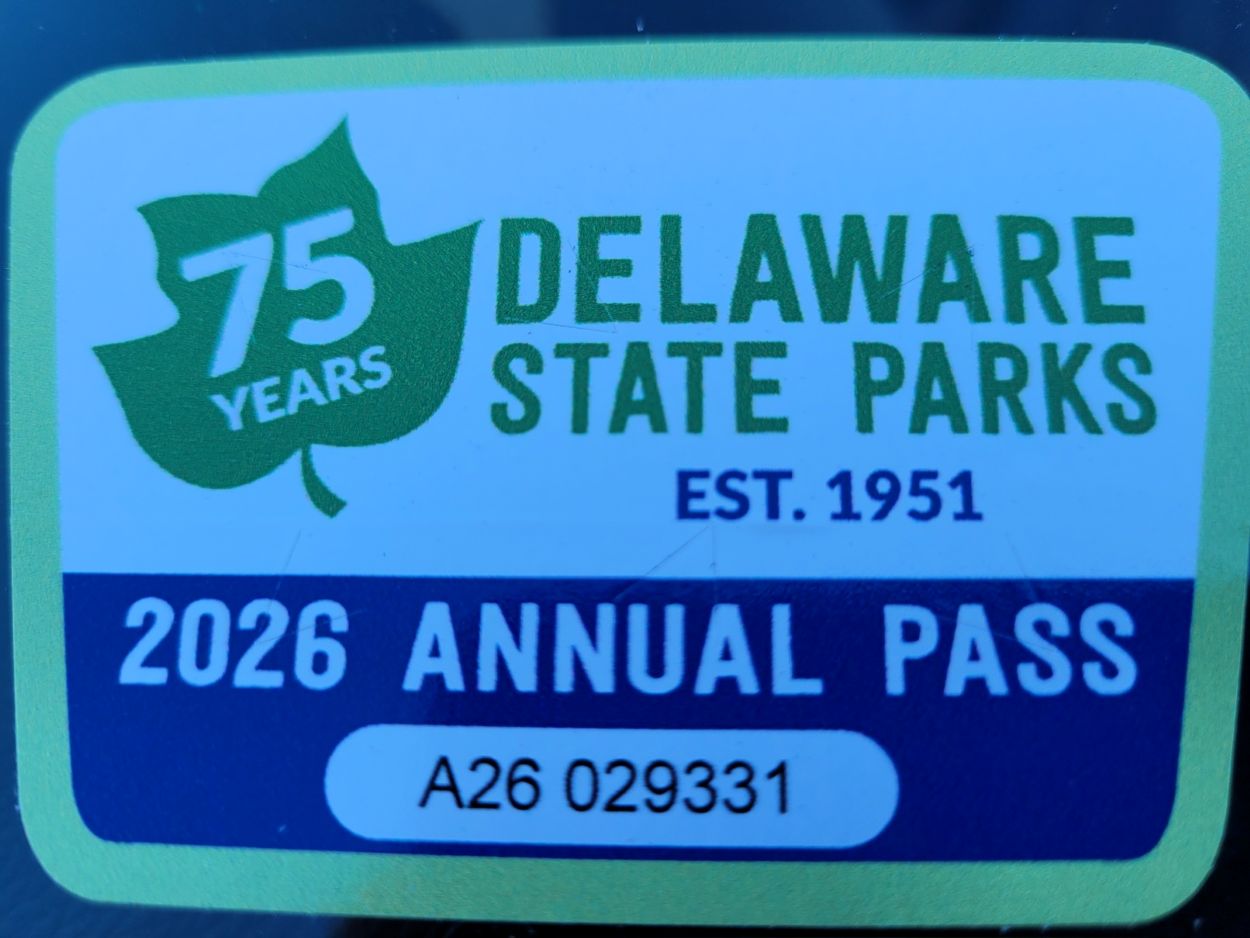 75
YEARS
DELAWARE
STATE PARKS
EST. 1951
2026 ANNUAL PASS
A26 029331